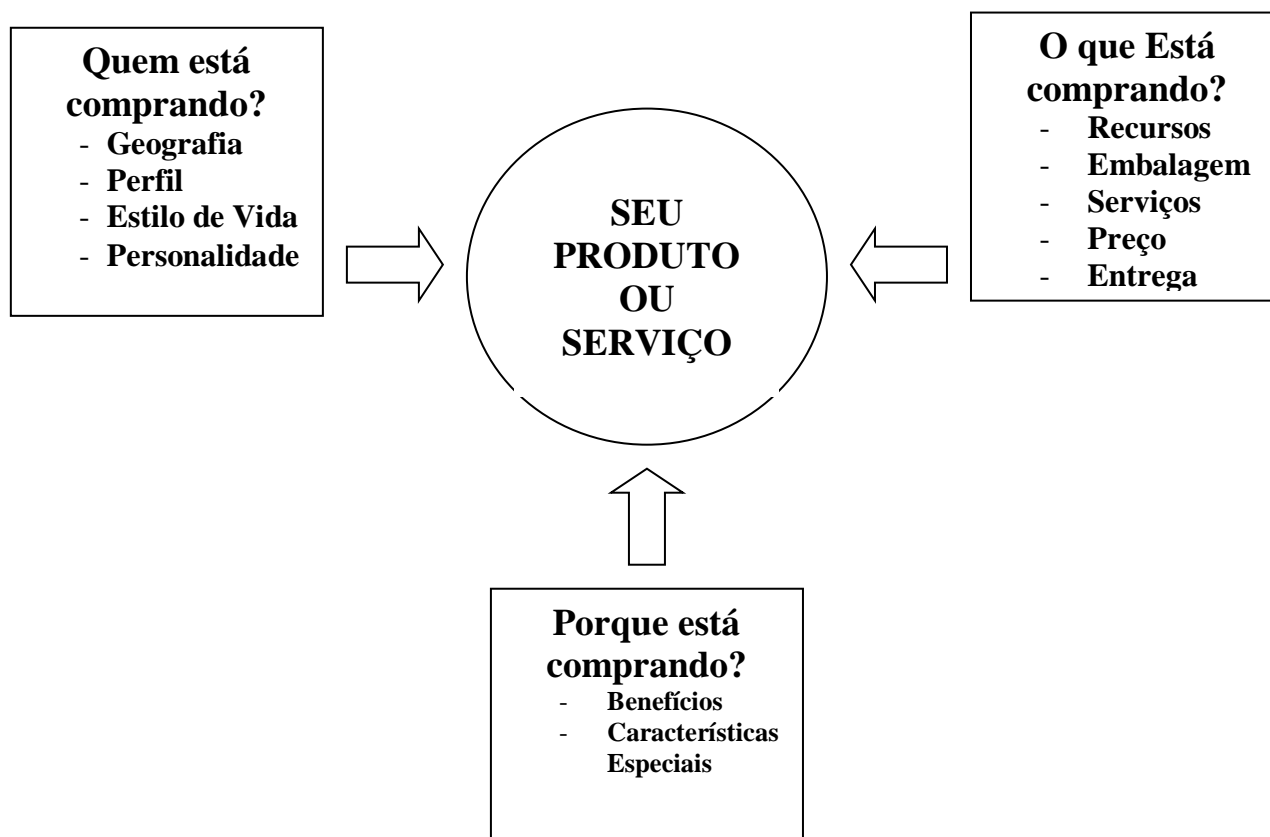 Quem está
comprando?
- Geografia
- Perfil
- Estilo de Vida
- Personalidade
SEU
PRODUTO
OU
SERVIÇO
O que Está
comprando?
- Recursos
- Embalagem
- Serviços
- Preço
- Entrega
Porque está
comprando?
- Benefícios
- Característícas
Especiais